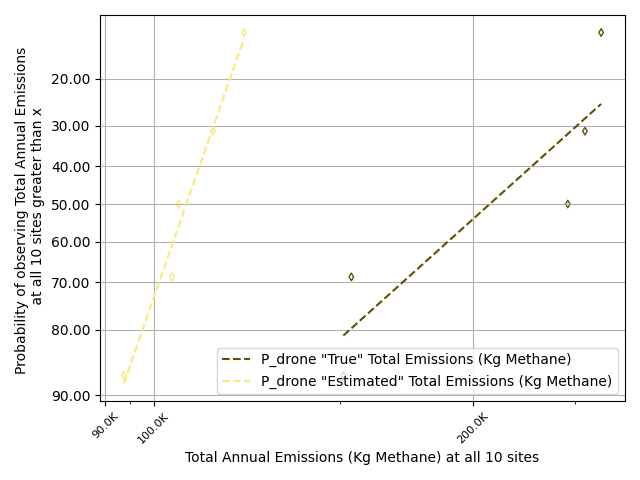 Probability of observing Total Annual Emissions
at all 10 sites greater than x
20.00
30.00
40.00
50.00
60.00
70.00
80.00
90.00
P_drone "True" Total Emissions (Kg Methane)
P_drone "Estimated" Total Emissions (Kg Methane)
90.0K
100.0K
200.0K
Total Annual Emissions (Kg Methane) at all 10 sites